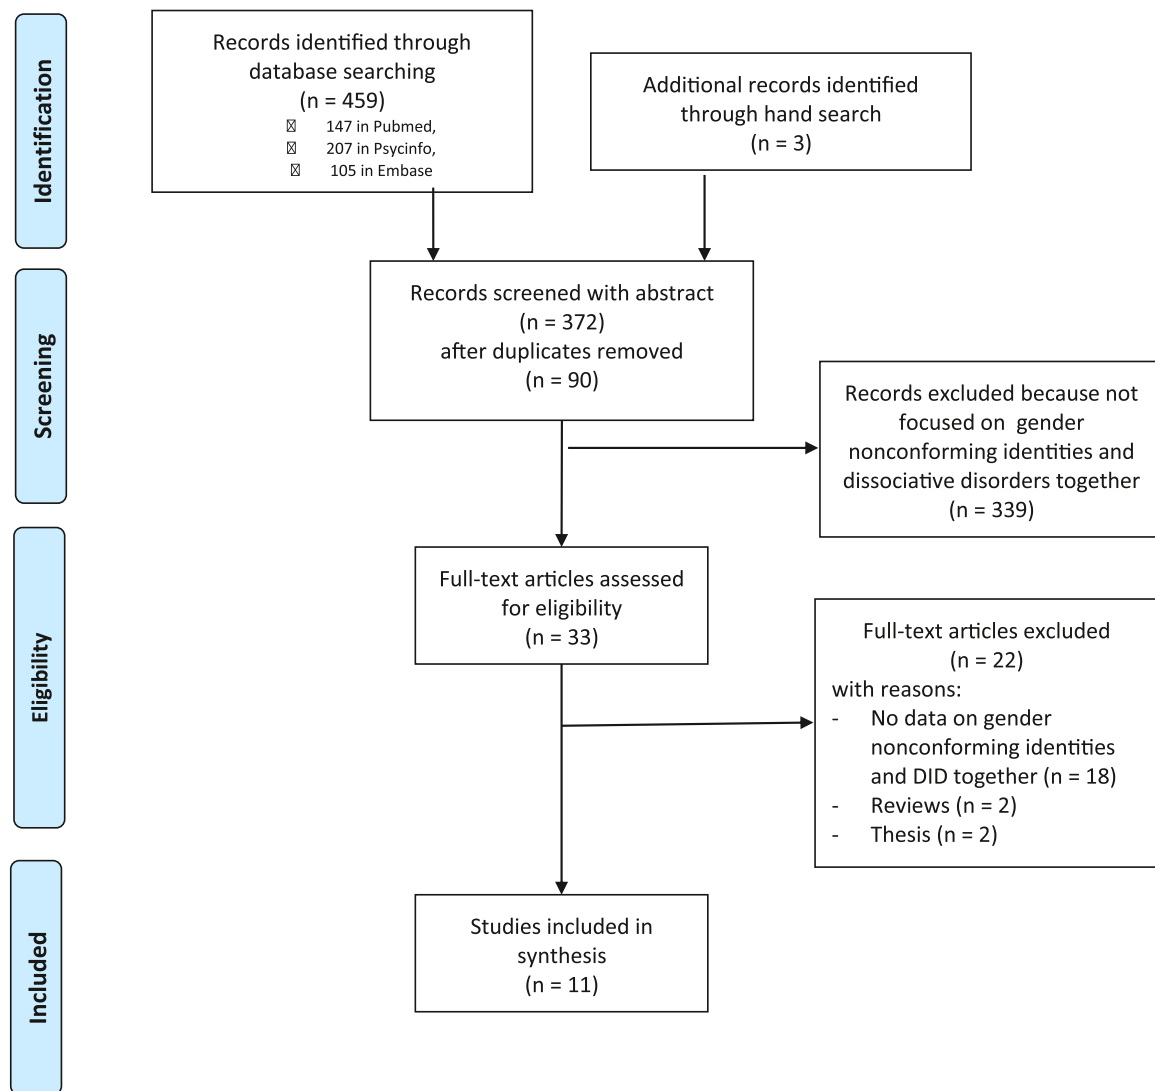 Identification
Records identified through
database searching
(n = 459)
147 in Pubmed,
207 in Psycinfo,
105 in Embase
Additional records identified
through hand search
(n = 3)
Screening
Records screened with abstract
(n = 372)
after duplicates removed
(n = 90)
Records excluded because not
focused on gender
nonconforming identities and
dissociative disorders together
(n = 339)
Eligibility
Full-text articles assessed
for eligibility
(n = 33)
Full-text articles excluded
(n = 22)
with reasons:
- No data on gender
nonconforming identities
and DID together (n = 18)
- Reviews (n = 2)
- Thesis (n = 2)
Included
Studies included in
synthesis
(n = 11)